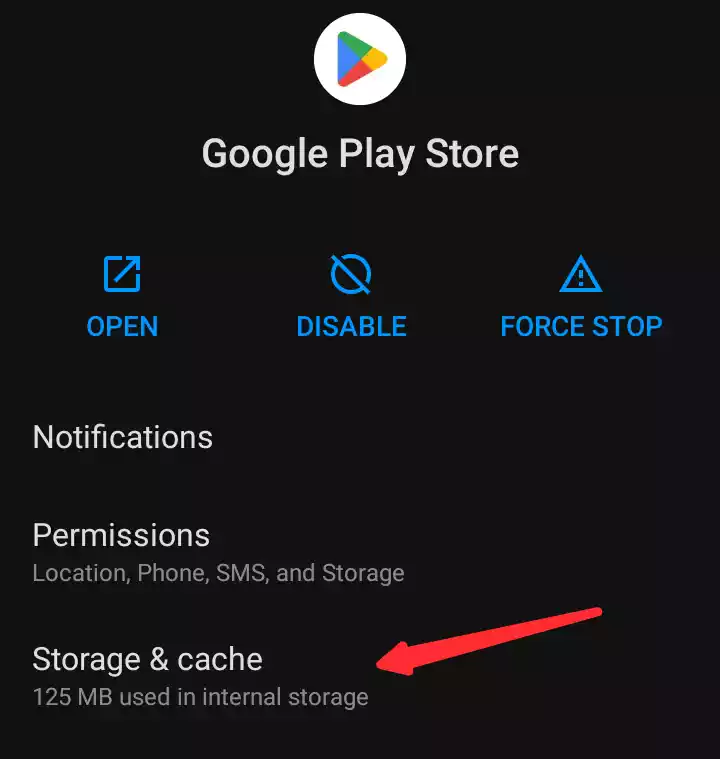 Google Play Store
OPEN
DISABLE
FORCE STOP
Notifications
Permissions
Location, Phone, SMS, and Storage
Storage & cache
125 MB used in internal storage